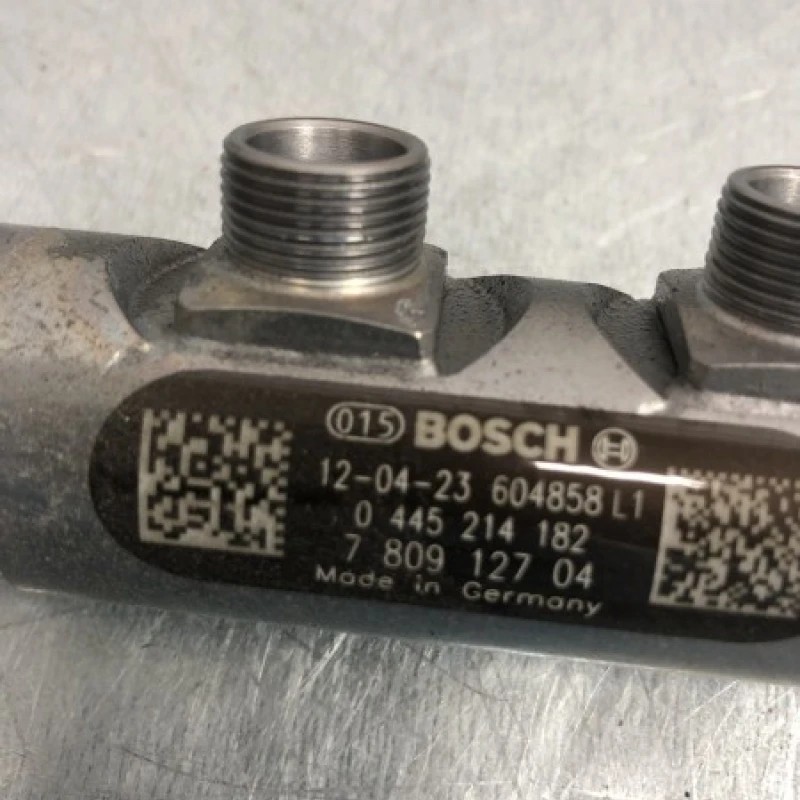 015 BOSCH
12-04-23 604858 L1
0 445 214 182
7 809 127 04
Made in Germany